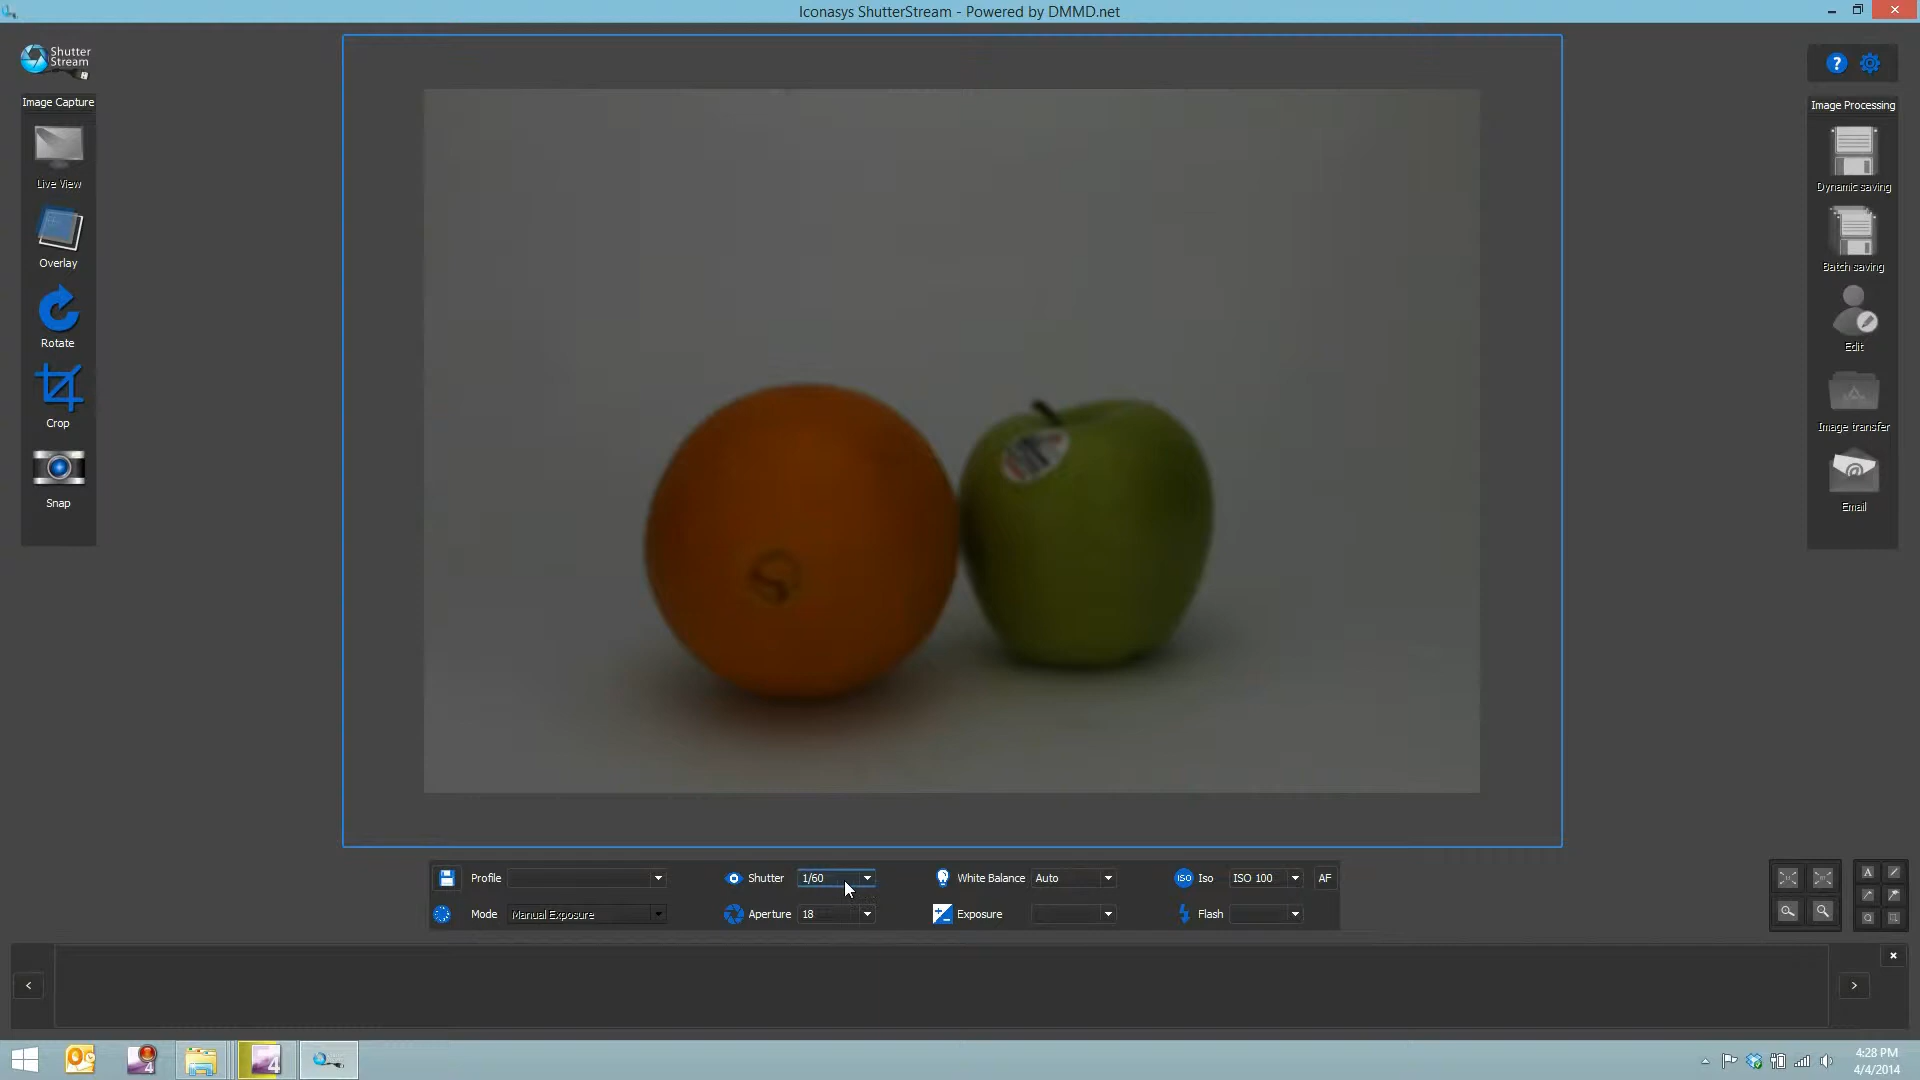 Iconasys ShutterStream - Powered by DMMD.net
Shutter
Stream
Image Capture
Live View
Overlay
Rotate
Crop
Snap
Image Processing
Dynamic saving
Batch saving
Edit
Image transfer
Email
Profile
Shutter 1/60
White Balance Auto
ISO Iso ISO 100
AF
Mode Manual Exposure
Aperture 18
Exposure
Flash
4:28 PM
4/4/2014